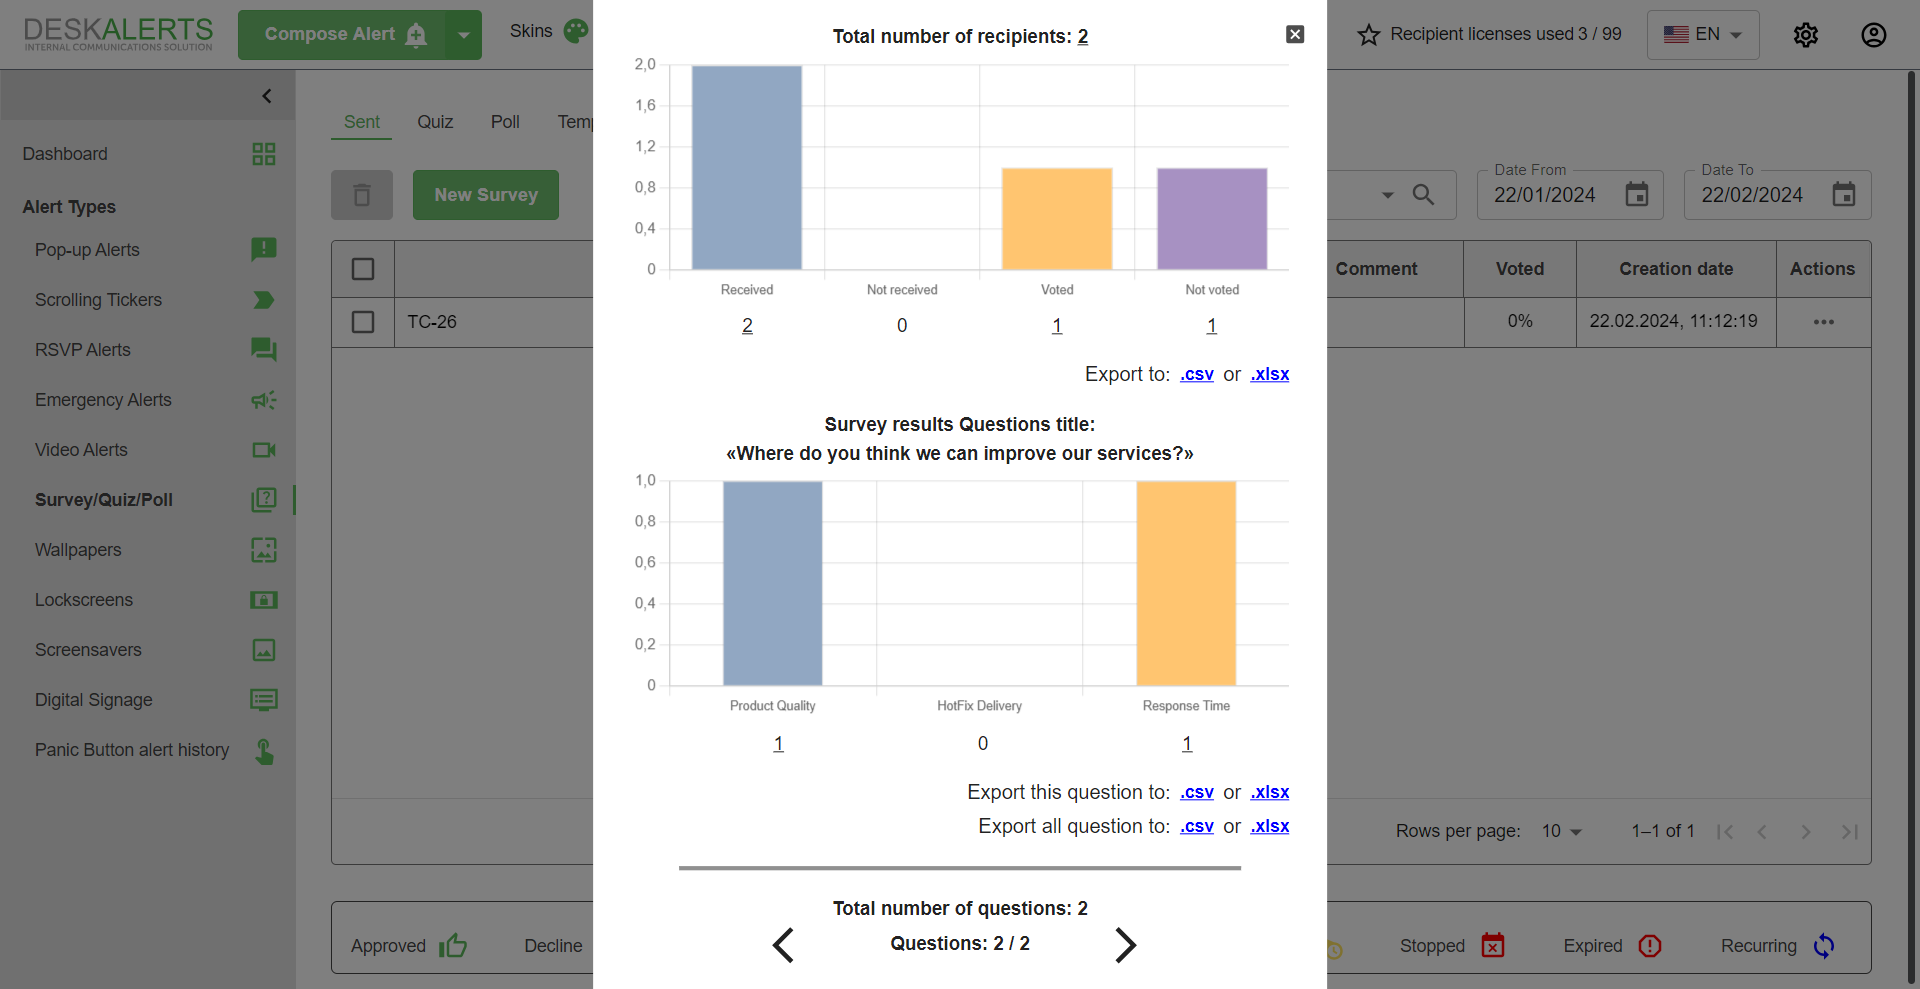 DESKALERTS
INTERNAL COMMUNICATIONS SOLUTION
Compose Alert
Skins
Recipient licenses used 3 / 99
EN
Dashboard
Alert Types
Pop-up Alerts
Scrolling Tickers
RSVP Alerts
Emergency Alerts
Video Alerts
Survey/Quiz/Poll
Wallpapers
Lockscreens
Screensavers
Digital Signage
Panic Button alert history
Sent Quiz Poll Temp
New Survey
Date From
22/01/2024
Date To
22/02/2024
Comment Voted Creation date Actions
TC-26 0% 22.02.2024, 11:12:19
Rows per page: 10 1–1 of 1
Approved Decline Stopped Expired Recurring
Total number of recipients: 2
2,0
1,6
1,2
0,8
0,4
0
Received Not received Voted Not voted
2 0 1 1
Export to: .csv or .xlsx
Survey results Questions title:
«Where do you think we can improve our services?»
1,0
0,8
0,6
0,4
0,2
0
Product Quality HotFix Delivery Response Time
1 0 1
Export this question to: .csv or .xlsx
Export all question to: .csv or .xlsx
Total number of questions: 2
Questions: 2 / 2